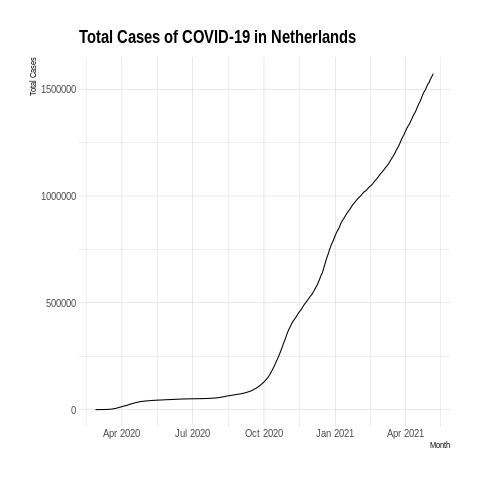 Total Cases of COVID-19 in Netherlands
Total Cases
1500000
1000000
500000
0
Apr 2020 Jul 2020 Oct 2020 Jan 2021 Apr 2021
Month